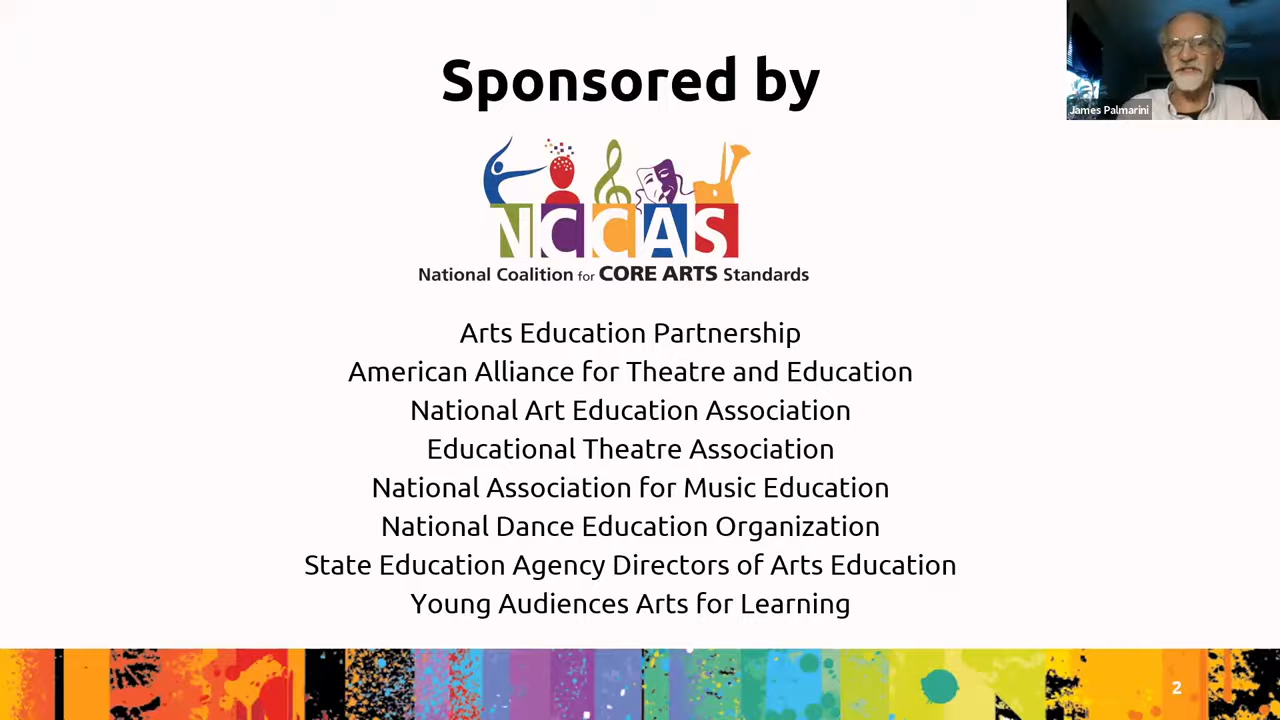 Sponsored by
James Palmarini
NCCAS
National Coalition for CORE ARTS Standards
Arts Education Partnership
American Alliance for Theatre and Education
National Art Education Association
Educational Theatre Association
National Association for Music Education
National Dance Education Organization
State Education Agency Directors of Arts Education
Young Audiences Arts for Learning
2